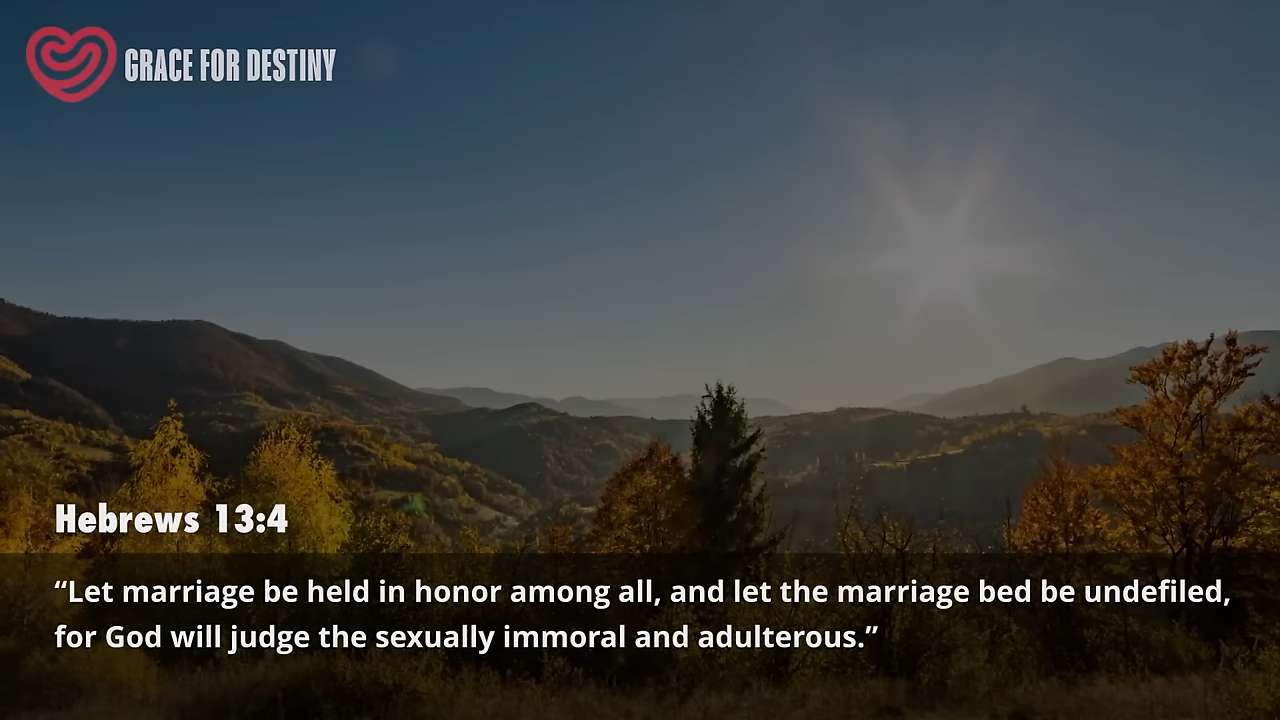 GRACE FOR DESTINY
Hebrews 13:4
“Let marriage be held in honor among all, and let the marriage bed be undefiled,
for God will judge the sexually immoral and adulterous.”